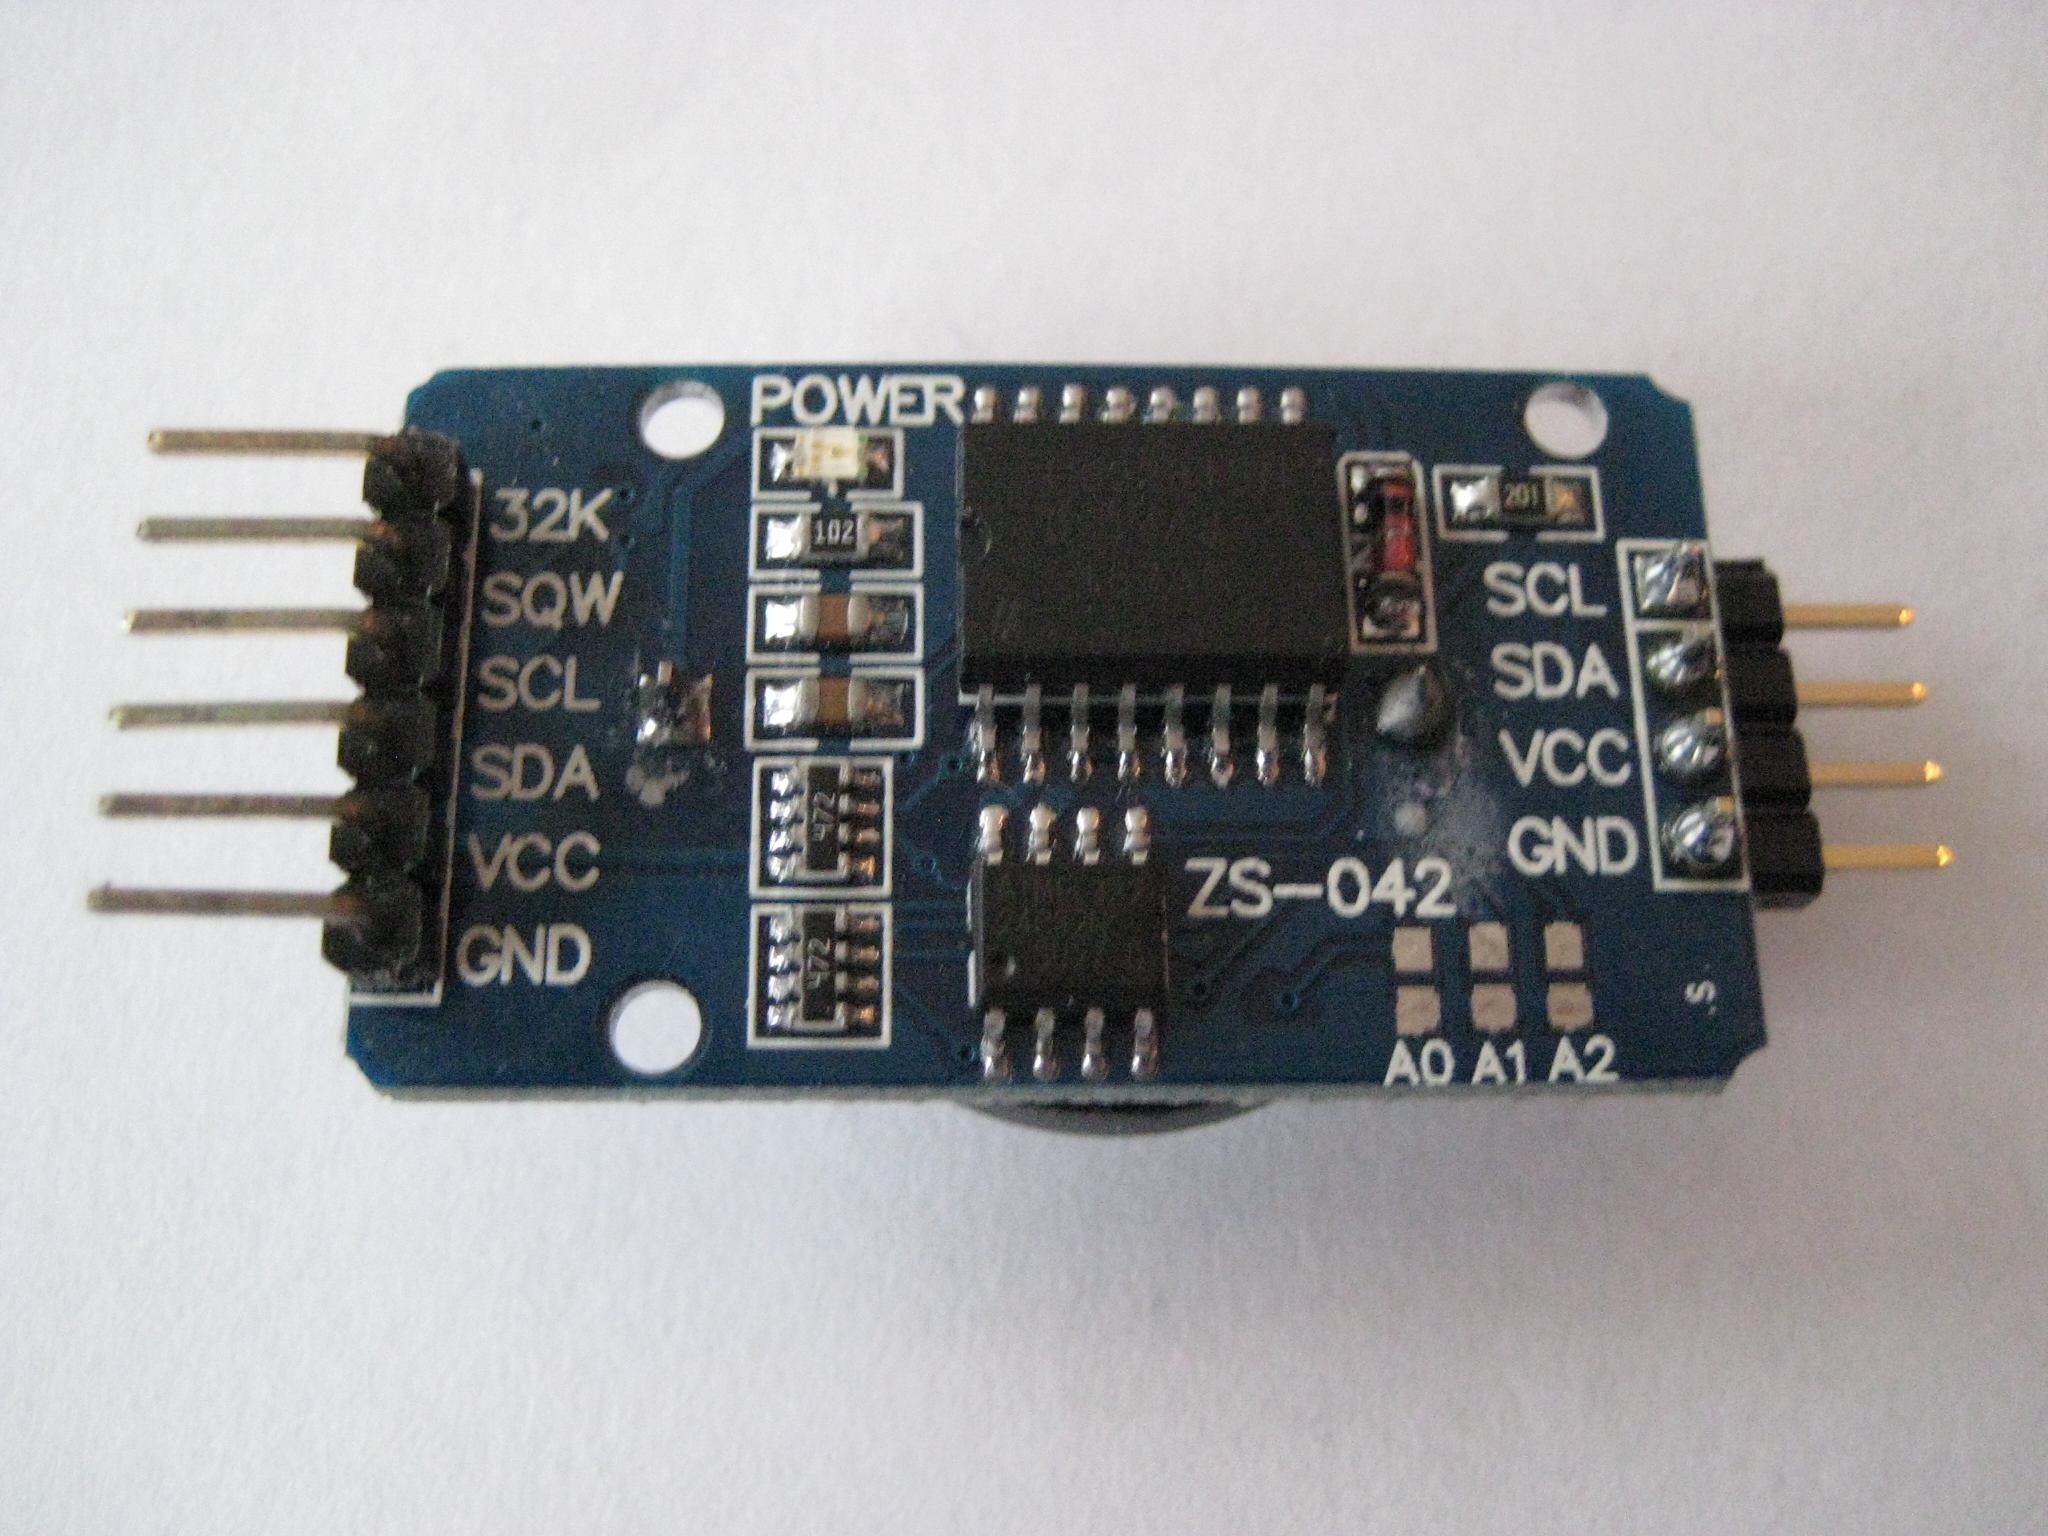 POWER
32K
SQW
SCL
SDA
VCC
GND
102
472
472
201
SCL
SDA
VCC
GND
ZS-042
A0 A1 A2
S